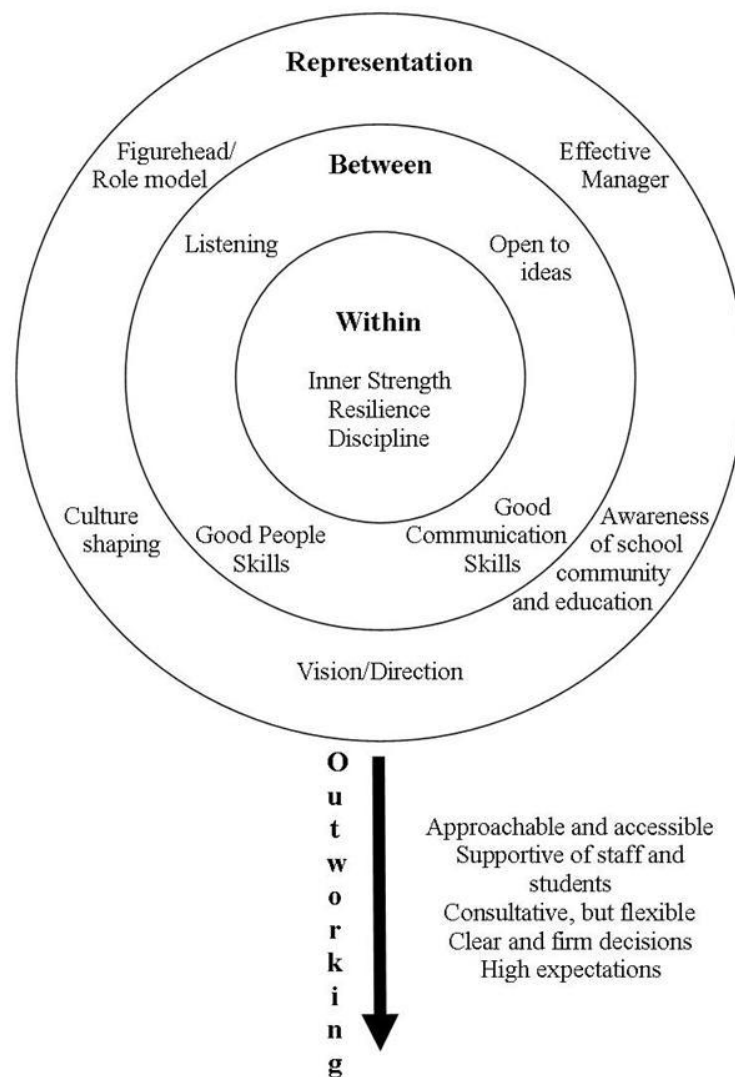 Representation
Figurehead/
Role model
Effective
Manager
Between
Listening
Open to
ideas
Within
Inner Strength
Resilience
Discipline
Culture
shaping
Good People
Skills
Good
Communication
Skills
Awareness
of school
community
and education
Vision/Direction
Outworking
Approachable and accessible
Supportive of staff and
students
Consultative, but flexible
Clear and firm decisions
High expectations